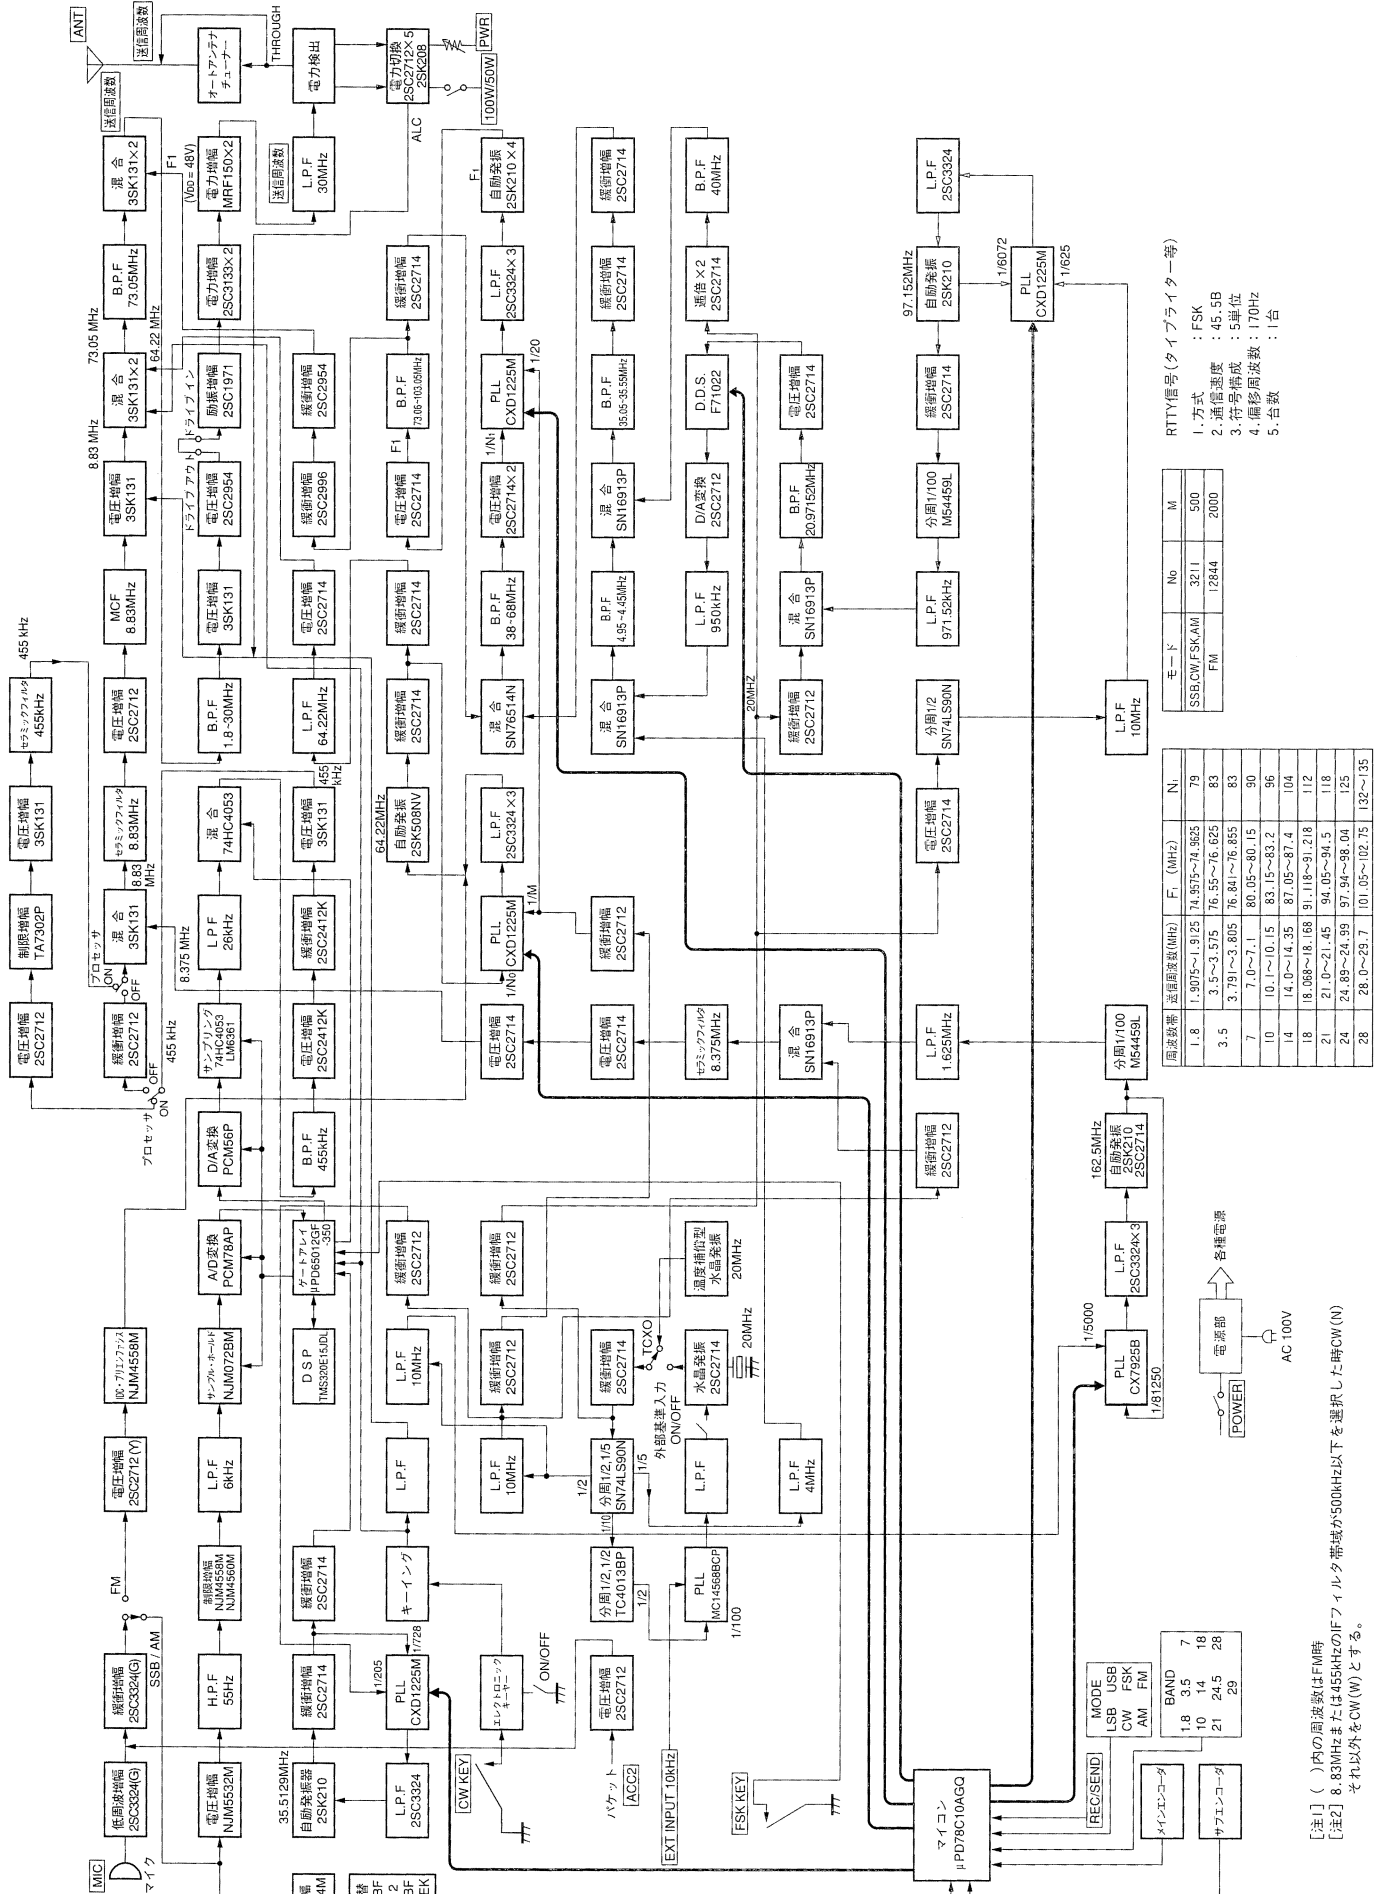 MIC
マイク
低周波増幅
2SC3324(G)
緩衝増幅
2SC3324(G)
FM
SSB / AM
電圧増幅
2SC2712(Y)
IDC・プリエンファシス
NJM4558M
電圧増幅
NJM5532M
H.P.F
55Hz
制限増幅
NJM4558M
NJM4560M
L.P.F
6kHz
サンプル・ホールド
NJM072BM
A/D変換
PCM78AP
D/A変換
PCM56P
サンプリング
74HC4053
LM6361
L P F
26kHz
混 合
74HC4053
プロセッサ
ON
OFF
455 kHz
電圧増幅
2SC2712
制限増幅
TA7302P
電圧増幅
3SK131
セラミックフィルタ
455kHz
455 kHz
緩衝増幅
2SC2712
プロセッサ
ON
OFF
混 合
3SK131
8.83
MHz
8.375 MHz
セラミックフィルタ
8.83MHz
電圧増幅
2SC2712
MCF
8.83MHz
電圧増幅
3SK131
8.83 MHz
混 合
3SK131×2
73.05 MHz
64.22 MHz
B.P.F
73.05MHz
混 合
3SK131×2
F1
送信周波数
ANT
送信周波数
オートアンテナ
チューナー
THROUGH
電力検出
電力切換
2SC2712×5
2SK208
PWR
100W/50W
ALC
B.P.F
1.8~30MHz
電圧増幅
3SK131
電圧増幅
2SC2954
ドライブ アウト
ドライブ イン
励振増幅
2SC1971
電力増幅
2SC3133×2
電力増幅
MRF150×2
(VDD = 48V)
送信周波数
L.P.F
30MHz
35.5129MHz
自励発振器
2SK210
緩衝増幅
2SC2714
緩衝増幅
2SC2714
D S P
TMS320E15JDL
ゲートアレイ
μPD65012GF
-350
B.P.F
455kHz
電圧増幅
2SC2412K
緩衝増幅
2SC2412K
電圧増幅
3SK131
455
kHz
L.P.F
64.22MHz
電圧増幅
2SC2714
緩衝増幅
2SC2996
緩衝増幅
2SC2954
L.P.F
2SC3324
PLL
CXD1225M
1/205
1/728
キーイング
L.P.F
L.P.F
10MHz
緩衝増幅
2SC2712
64.22MHz
自励発振
2SK508NV
緩衝増幅
2SC2714
緩衝増幅
2SC2714
電圧増幅
2SC2714
F1
B.P.F
73.05~103.05MHz
緩衝増幅
2SC2714
CW KEY
エレクトロニック
キーヤー
ON/OFF
L.P.F
10MHz
緩衝増幅
2SC2712
緩衝増幅
2SC2712
電圧増幅
2SC2714
1/N0
PLL
CXD1225M
1/M
L.P.F
2SC3324×3
混 合
SN76514N
B.P.F
38~68MHz
電圧増幅
2SC2714×2
1/N1
PLL
CXD1225M
1/20
L.P.F
2SC3324×3
自励発振
2SK210×4
F1
パケット
ACC2
電圧増幅
2SC2712
分周1/2,1/2
TC4013BP
1/2
1/10
分周1/2,1/5
SN74LS90N
1/2
1/5
緩衝増幅
2SC2714
TCXO
電圧増幅
2SC2714
緩衝増幅
2SC2712
混 合
SN16913P
B.P.F
4.95~4.45MHz
混 合
SN16913P
B.P.F
35.05~35.55MHz
緩衝増幅
2SC2714
緩衝増幅
2SC2714
EXT INPUT 10kHz
PLL
MC14568BCP
1/100
外部基準入力
ON/OFF
L.P.F
水晶発振
2SC2714
20MHz
温度補償型
水晶発振
20MHz
セラミックフィルタ
8.375MHz
L.P.F
950kHz
D/A変換
2SC2712
D.D.S.
F71022
逓倍×2
2SC2714
B.P.F
40MHz
FSK KEY
L.P.F
4MHz
混 合
SN16913P
20MHZ
緩衝増幅
2SC2712
混 合
SN16913P
B.P.F
20.97152MHz
電圧増幅
2SC2714
マイコン
μPD78C10AGQ
緩衝増幅
2SC2712
L.P.F
1.625MHz
電圧増幅
2SC2714
分周1/2
SN74LS90N
L.P.F
971.52kHz
分周1/100
M54459L
緩衝増幅
2SC2714
97.152MHz
自励発振
2SK210
L.P.F
2SC3324
1/6072
PLL
CXD1225M
1/625
L.P.F
10MHz
REC/SEND
MODE
LSB USB
CW FSK
AM FM
BAND
1.8 3.5 7
10 14 18
21 24.5 28
29
メインエンコーダ
サブエンコーダ
1/5000
PLL
CX7925B
1/81250
L.P.F
2SC3324×3
162.5MHz
自励発振
2SK210
2SC2714
分周1/100
M54459L
POWER
電源部
各種電源
AC 100V
周波数帯 送信周波数(MHz) F1 (MHz) N1
1.8 1.9075~1.9125 74.9575~74.9625 79
3.5 3.5~3.575 76.55~76.625 83
3.791~3.805 76.841~76.855 83
7 7.0~7.1 80.05~80.15 90
10 10.1~10.15 83.15~83.2 96
14 14.0~14.35 87.05~87.4 104
18 18.068~18.168 91.118~91.218 112
21 21.0~21.45 94.05~94.5 118
24 24.89~24.99 97.94~98.04 125
28 28.0~29.7 101.05~102.75 132~135
モード No M
SSB,CW,FSK,AM 3211 500
FM 12844 2000
RTTY信号(タイプライター等)
1.方式 : FSK
2.通信速度 : 45.5B
3.符号構成 : 5単位
4.偏移周波数 : 170Hz
5.台数 : 1台
[注1] ( )内の周波数はFM時
[注2] 8.83MHzまたは455kHzのIFフィルタ帯域が500kHz以下を選択した時CW(N)
それ以外をCW(W)とする。